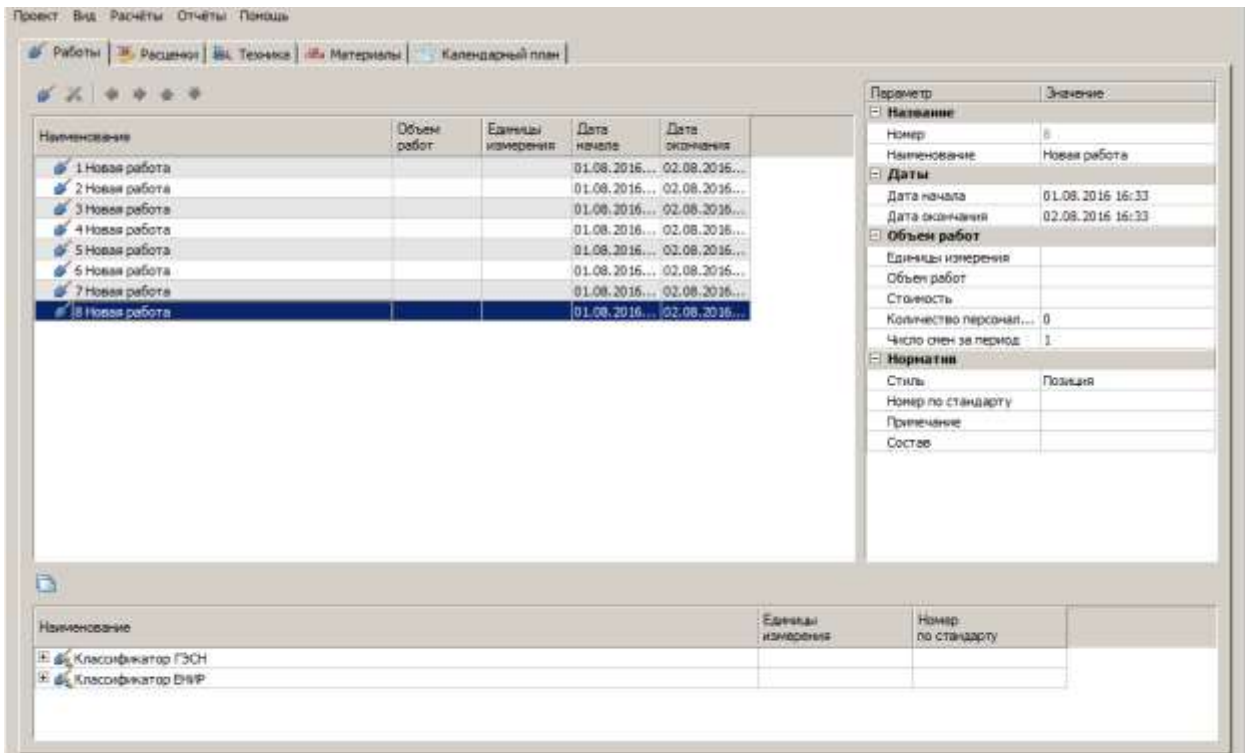 Проект Вид Расчёты Отчёты Помощь
Работы Расценки Техника Материалы Календарный план
Наименование Объем работ Единицы измерения Дата начала Дата окончания
1 Новая работа 01.08.2016... 02.08.2016...
2 Новая работа 01.08.2016... 02.08.2016...
3 Новая работа 01.08.2016... 02.08.2016...
4 Новая работа 01.08.2016... 02.08.2016...
5 Новая работа 01.08.2016... 02.08.2016...
6 Новая работа 01.08.2016... 02.08.2016...
7 Новая работа 01.08.2016... 02.08.2016...
8 Новая работа 01.08.2016... 02.08.2016...
Параметр Значение
Название
Номер 8
Наименование Новая работа
Даты
Дата начала 01.08.2016 16:33
Дата окончания 02.08.2016 16:33
Объем работ
Единицы измерения
Объем работ
Стоимость
Количество персонал... 0
Число смен за период 1
Норматив
Стиль Позиция
Номер по стандарту
Примечание
Состав
Наименование Единицы измерения Номер по стандарту
Классификатор ГЭСН
Классификатор ЕНИР